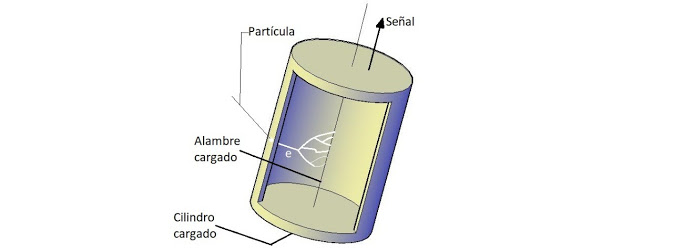 Señal
Partícula
Alambre
cargado
e
Cilindro
cargado